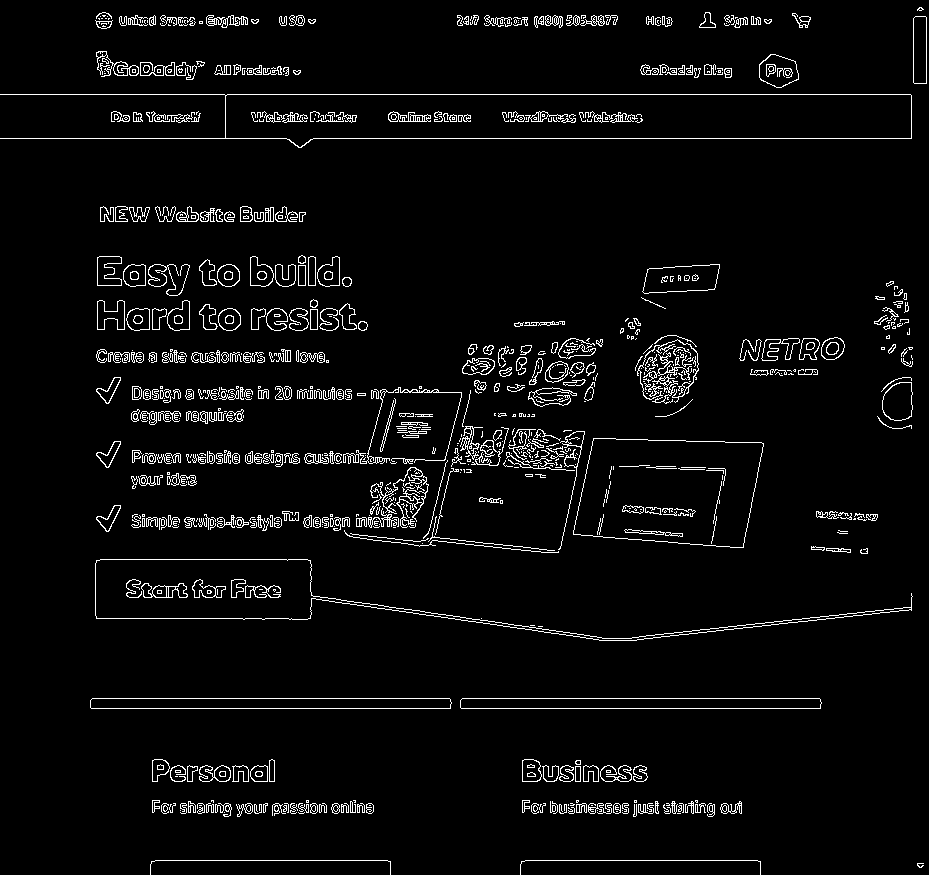 United States - English
USD
24/7 Support (480) 505-8877
Help
Sign In
GoDaddy™
All Products
GoDaddy Blog
Pro
Do It Yourself
Website Builder
Online Store
WordPress Websites
NEW Website Builder
Easy to build.
Hard to resist.
Create a site customers will love.
Design a website in 20 minutes – no design
degree required
Proven website designs customizable to
your idea
Simple swipe-to-style™ design interface
NETRO
NETRO
FOOD PHILOSOPHY
Start for Free
Personal
For sharing your passion online
Business
For businesses just starting out